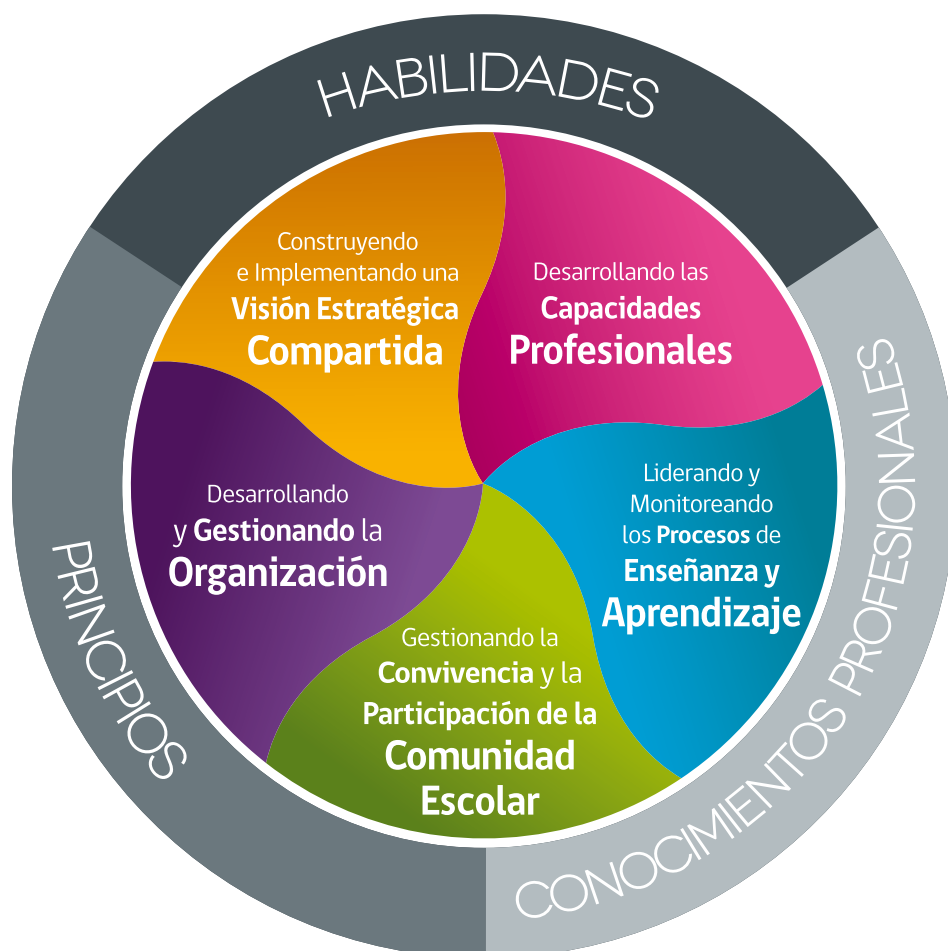 HABILIDADES
Construyendo
e Implementando una
Visión Estratégica
Compartida
Desarrollando las
Capacidades
Profesionales
Liderando y
Monitoreando
los Procesos de
Enseñanza y
Aprendizaje
Gestionando la
Convivencia y la
Participación de la
Comunidad
Escolar
Desarrollando
y Gestionando la
Organización
PRINCIPIOS
CONOCIMIENTOS PROFESIONALES